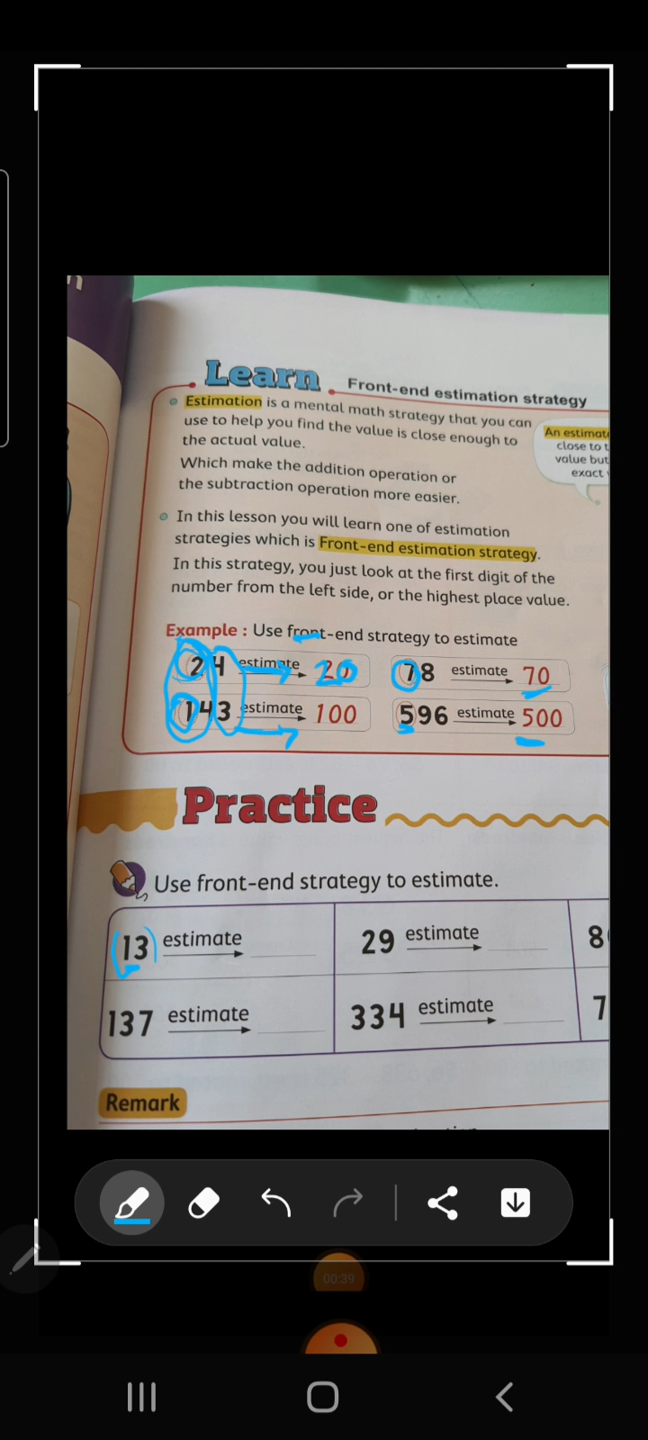 Learn Front-end estimation strategy
Estimation is a mental math strategy that you can
use to help you find the value is close enough to
the actual value.
Which make the addition operation or
the subtraction operation more easier.
An estimat
close to t
value but
exact
In this lesson you will learn one of estimation
strategies which is Front-end estimation strategy.
In this strategy, you just look at the first digit of the
number from the left side, or the highest place value.
Example : Use front-end strategy to estimate
24 estimate 20 78 estimate 70
143 estimate 100 596 estimate 500
Practice
Use front-end strategy to estimate.
13 estimate 29 estimate 8
137 estimate 334 estimate 7
Remark
00:39